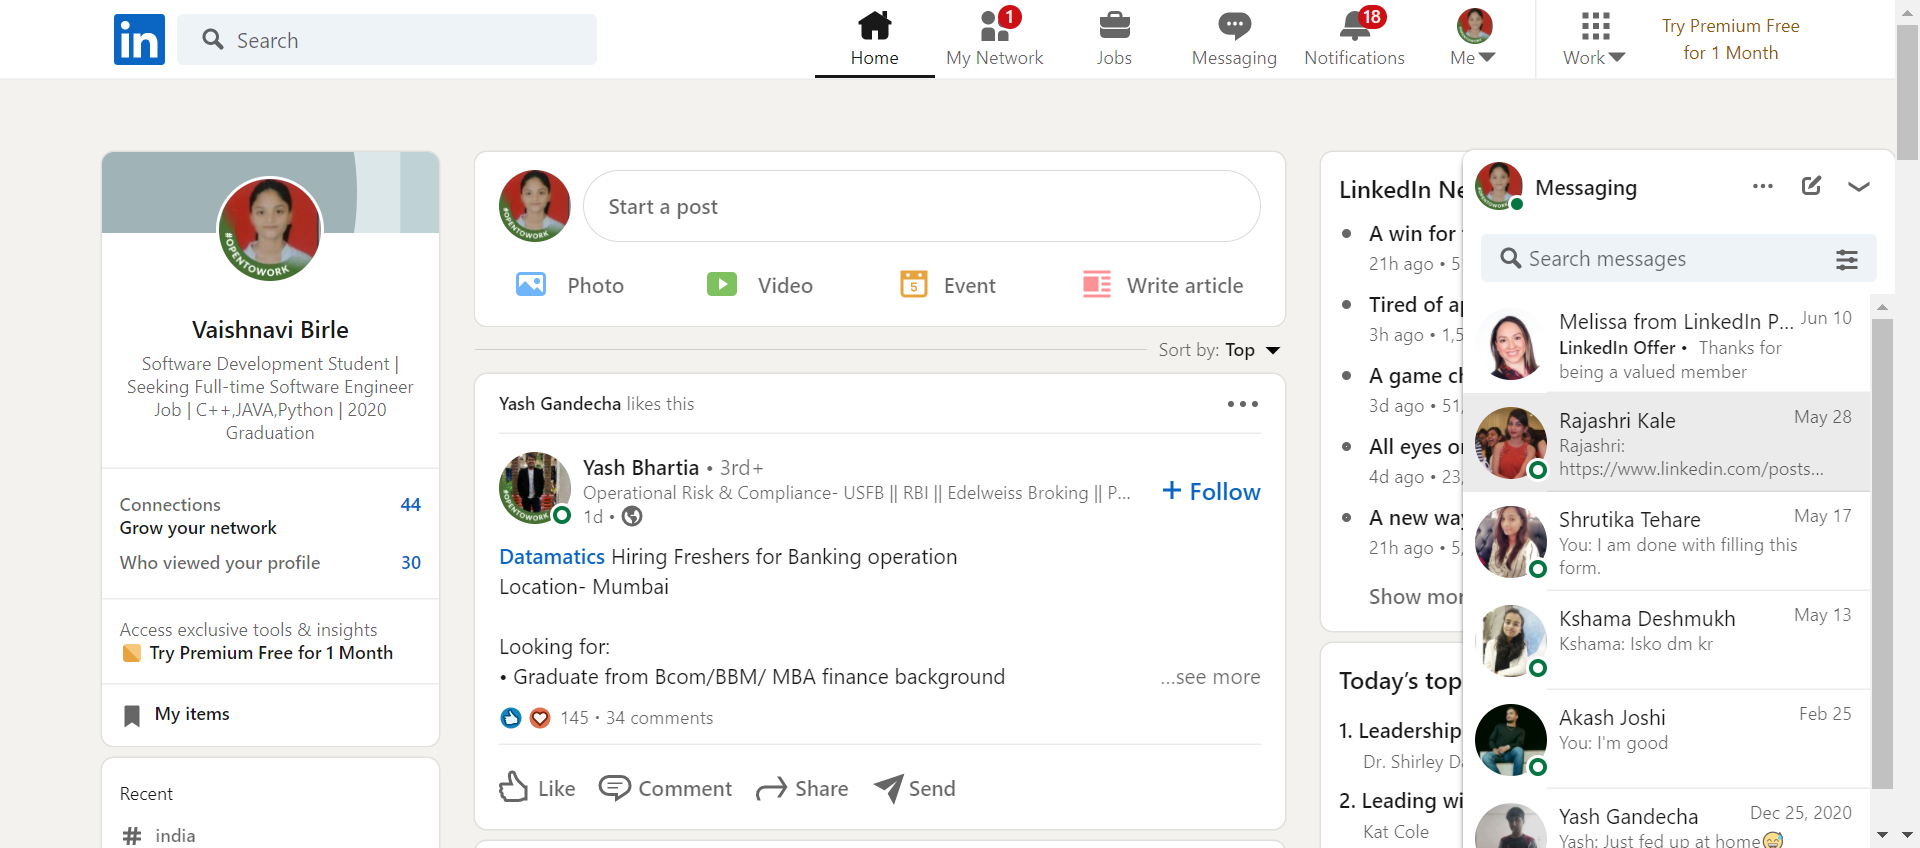 in
Search
Home
1
My Network
Jobs
Messaging
18
Notifications
Me
Work
Try Premium Free
for 1 Month
#OPENTOWORK
Vaishnavi Birle
Software Development Student |
Seeking Full-time Software Engineer
Job | C++,JAVA,Python | 2020
Graduation
Connections 44
Grow your network
Who viewed your profile 30
Access exclusive tools & insights
Try Premium Free for 1 Month
My items
Recent
# india
#OPENTOWORK
Start a post
Photo
Video
5
Event
Write article
Sort by: Top
Yash Gandecha likes this
#OPENTOWORK
Yash Bhartia • 3rd+
Operational Risk & Compliance- USFB || RBI || Edelweiss Broking || P...
1d •
+ Follow
Datamatics Hiring Freshers for Banking operation
Location- Mumbai
Looking for:
• Graduate from Bcom/BBM/ MBA finance background
...see more
145 • 34 comments
Like
Comment
Share
Send
LinkedIn Ne
• A win for
21h ago • 5
• Tired of a
3h ago • 1,5
• A game c
3d ago • 51,
• All eyes o
4d ago • 23,
• A new way
21h ago • 5,
Show mor
Today's top
1. Leadership
Dr. Shirley D
2. Leading wi
Kat Cole
Messaging
Search messages
Melissa from LinkedIn P... Jun 10
LinkedIn Offer • Thanks for
being a valued member
Rajashri Kale May 28
Rajashri:
https://www.linkedin.com/posts...
Shrutika Tehare May 17
You: I am done with filling this
form.
Kshama Deshmukh May 13
Kshama: Isko dm kr
Akash Joshi Feb 25
You: I'm good
Yash Gandecha Dec 25, 2020
Yash: Just fed up at home😅